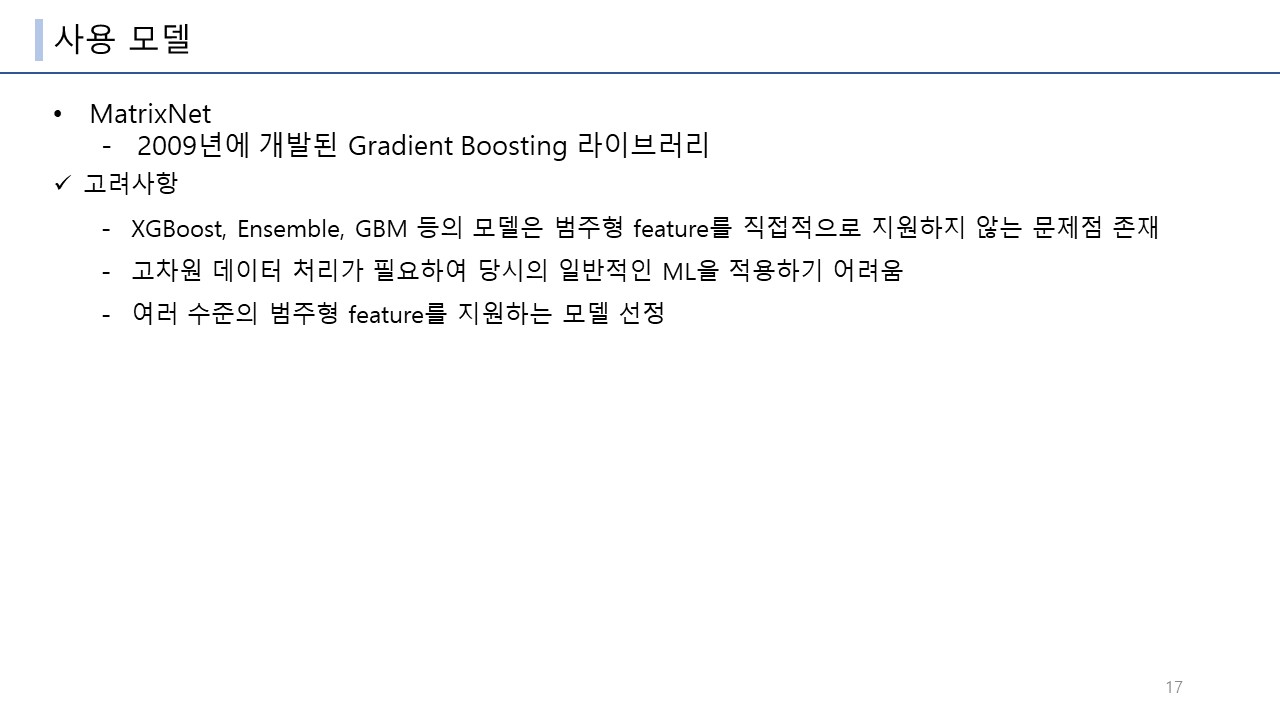 사용 모델
• MatrixNet
- 2009년에 개발된 Gradient Boosting 라이브러리
✓ 고려사항
- XGBoost, Ensemble, GBM 등의 모델은 범주형 feature를 직접적으로 지원하지 않는 문제점 존재
- 고차원 데이터 처리가 필요하여 당시의 일반적인 ML을 적용하기 어려움
- 여러 수준의 범주형 feature를 지원하는 모델 선정
17